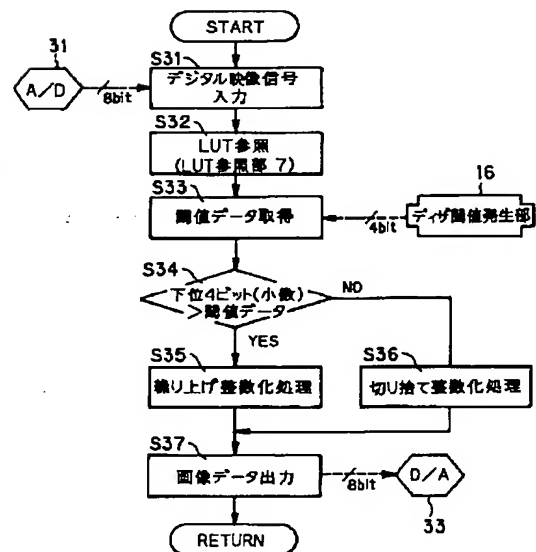 START
31
A/D
8bit
S31
デジタル映像信号
入力
S32
LUT参照
(LUT参照部 7)
S33
閾値データ取得
16
ディザ閾値発生部
4bit
S34
下位4ビット(小数)
>閾値データ
NO
YES
S35
繰り上げ整数化処理
S36
切り捨て整数化処理
S37
画像データ出力
8bit
D/A
33
RETURN